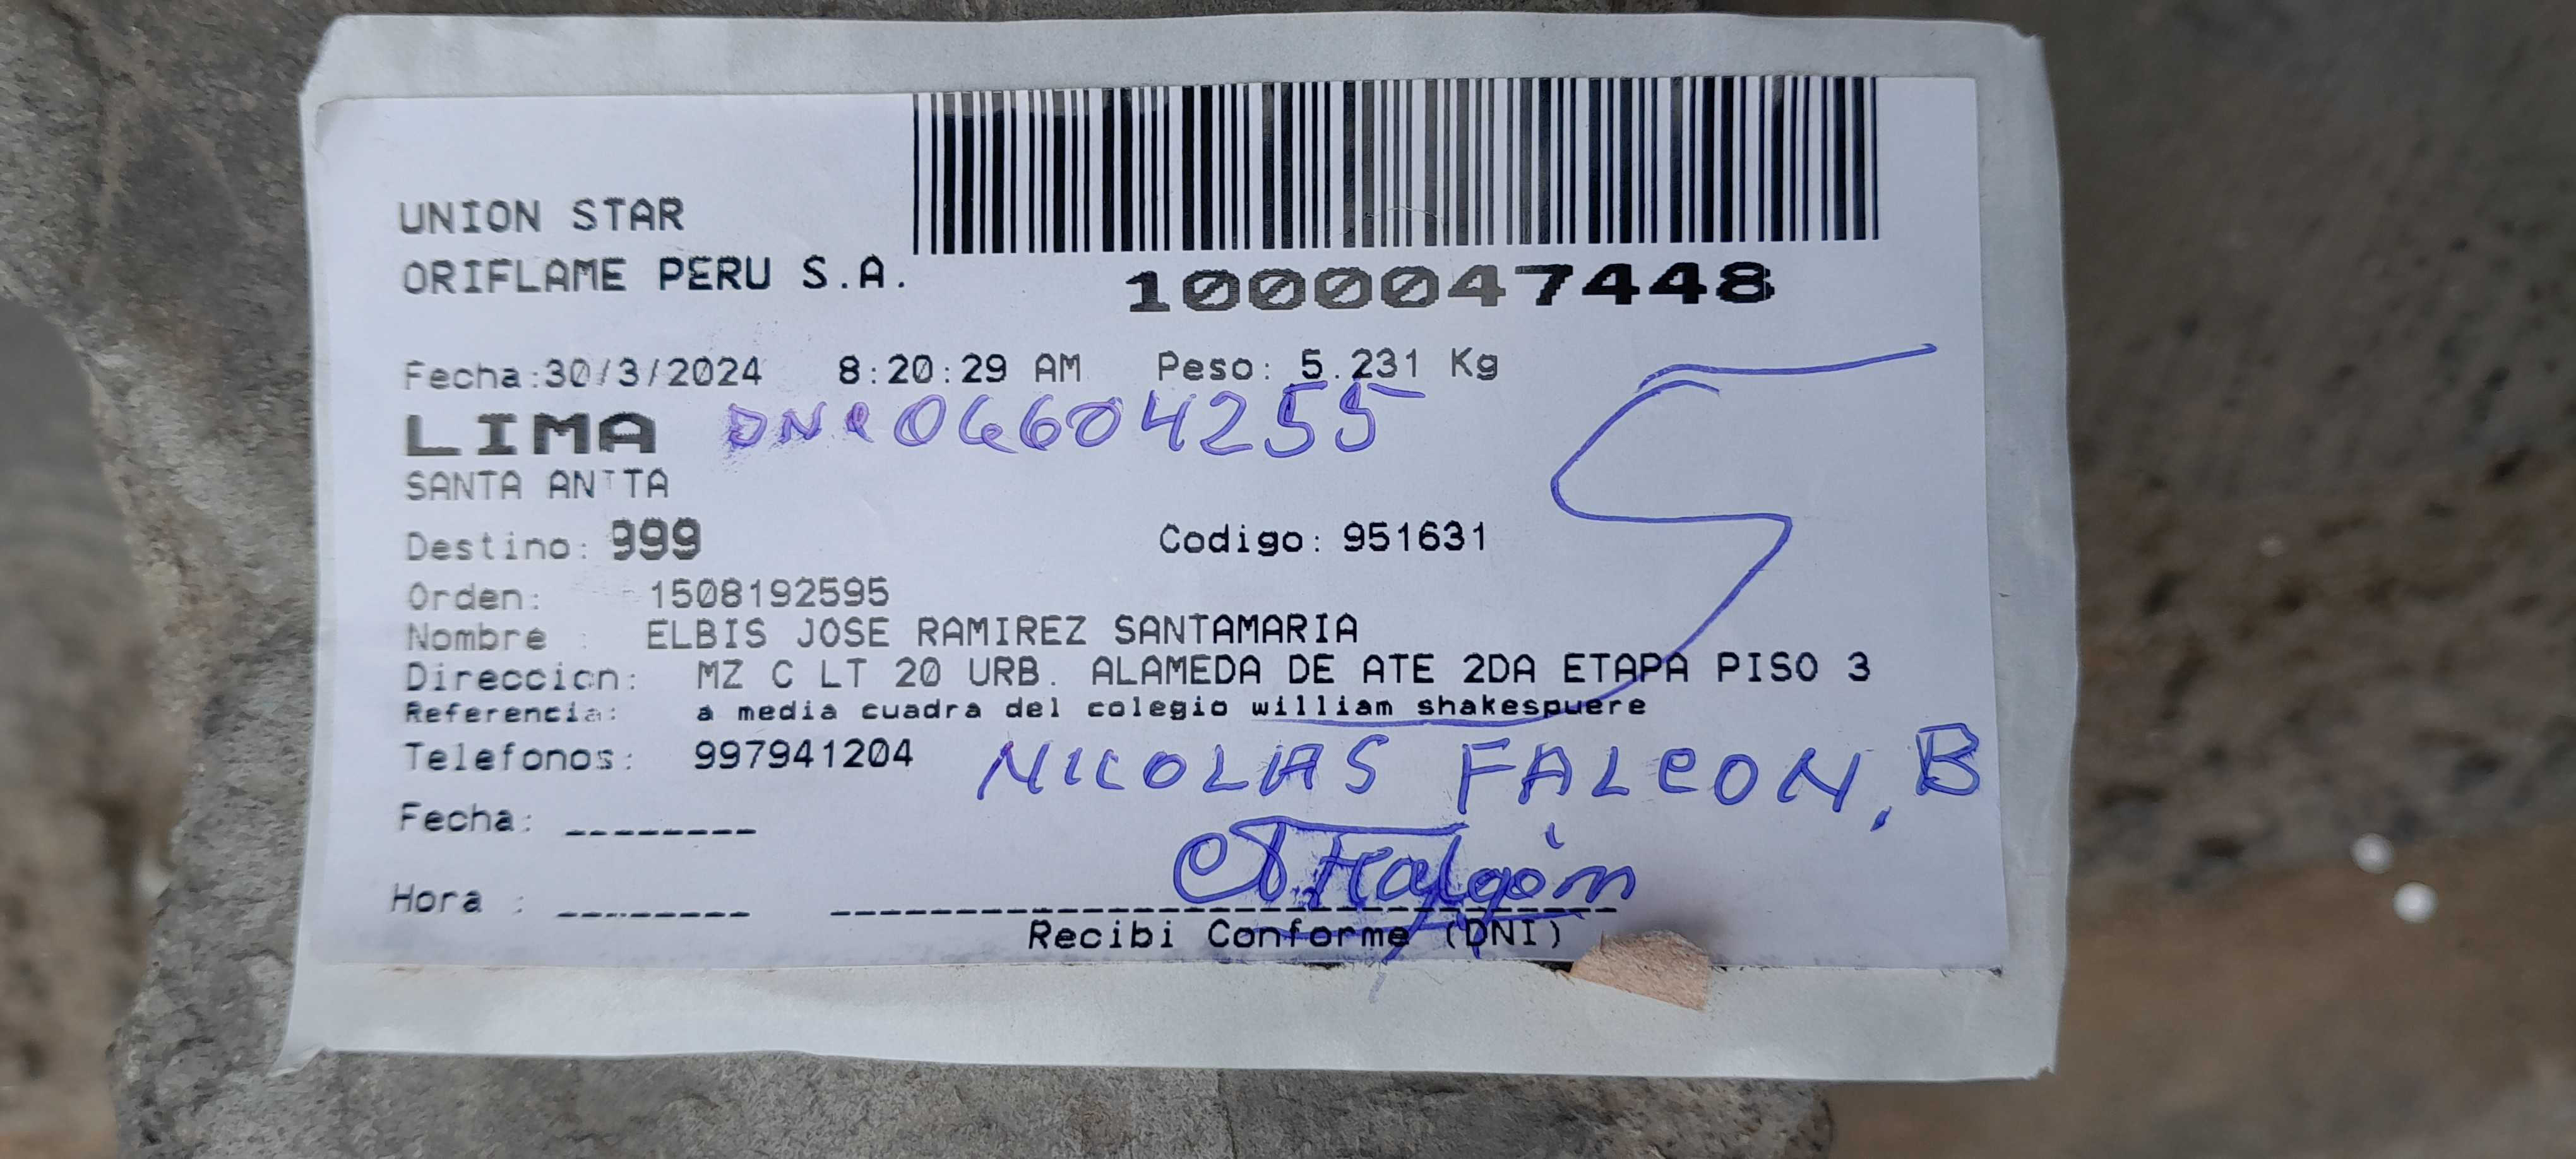 UNION STAR
ORIFLAME PERU S.A.
1000047448
Fecha:30/3/2024 8:20:29 AM Peso: 5.231 Kg
LIMA DNI 06604255
SANTA ANITA
Destino: 999 Codigo: 951631
Orden: 1508192595
Nombre : ELBIS JOSE RAMIREZ SANTAMARIA
Direccion: MZ C LT 20 URB. ALAMEDA DE ATE 2DA ETAPA PISO 3
Referencia: a media cuadra del colegio william shakespuere
Telefonos: 997941204 NICOLAS FALCON, B
Fecha: --------
Hora : --------
Recibi Conforme (DNI)